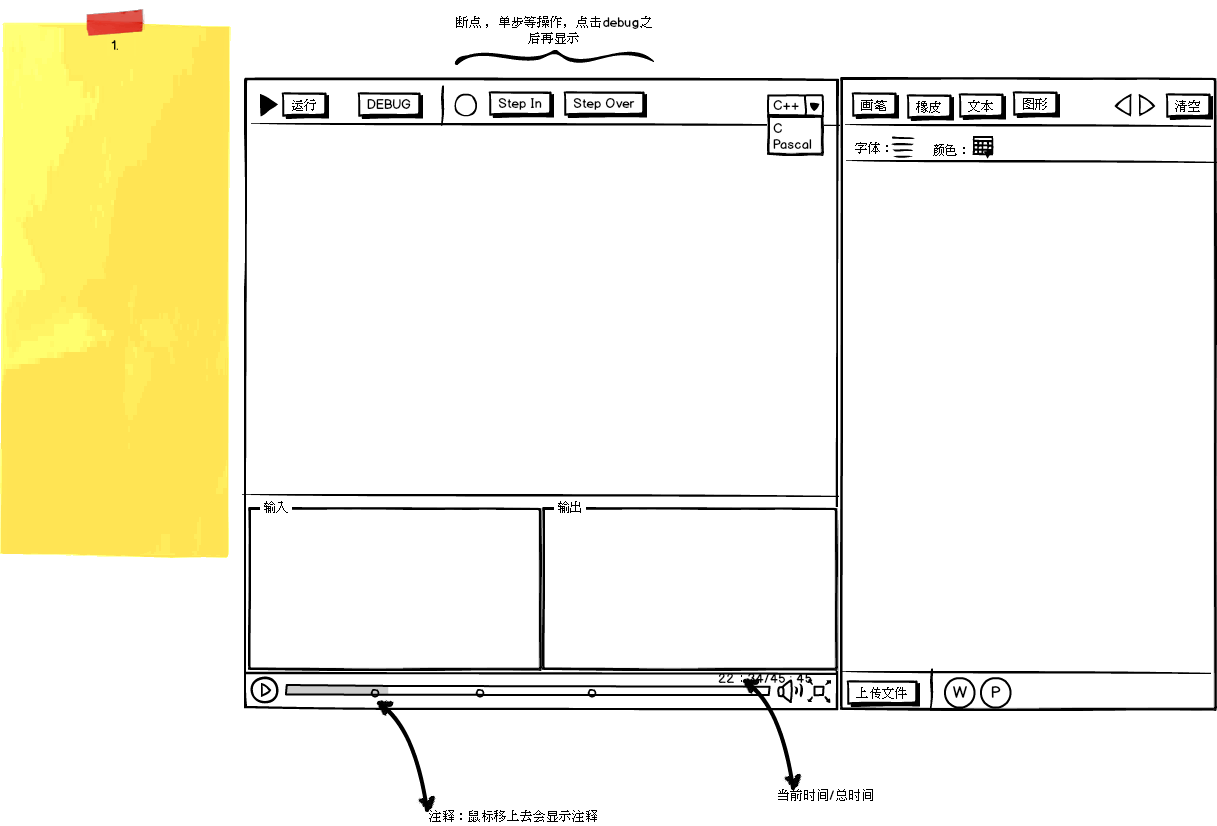 断点，单步等操作，点击debug之
后再显示
1.
运行
DEBUG
Step In
Step Over
C++
C
Pascal
画笔
橡皮
文本
图形
清空
字体：
颜色：
输入
输出
22：34/45：45
上传文件
W
P
当前时间/总时间
注释：鼠标移上去会显示注释